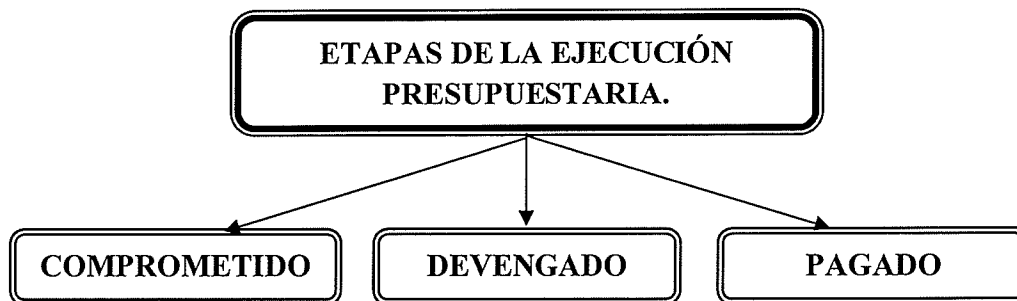 ETAPAS DE LA EJECUCIÓN
PRESUPUESTARIA.
COMPROMETIDO
DEVENGADO
PAGADO